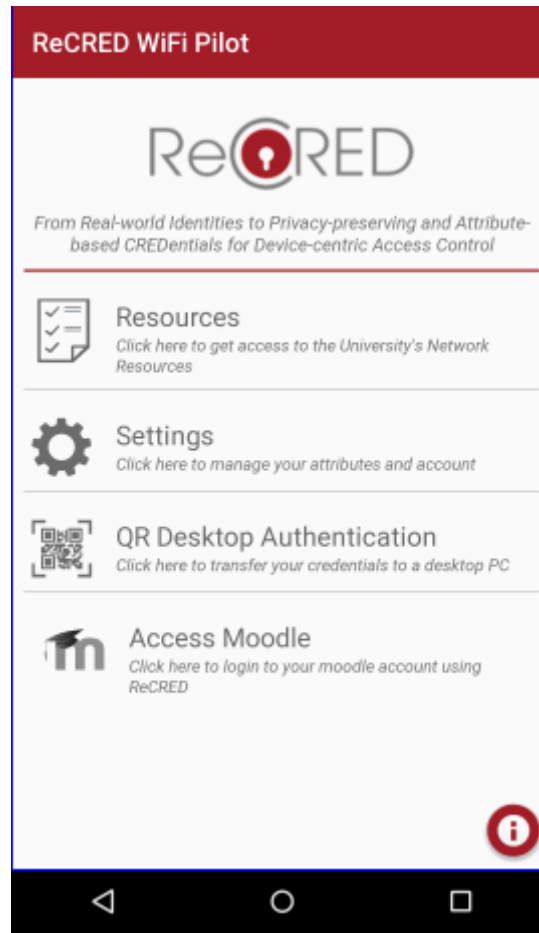 ReCRED WiFi Pilot
ReCRED
From Real-world Identities to Privacy-preserving and Attribute-
based CREDentials for Device-centric Access Control
Resources
Click here to get access to the University's Network
Resources
Settings
Click here to manage your attributes and account
QR Desktop Authentication
Click here to transfer your credentials to a desktop PC
Access Moodle
Click here to login to your moodle account using
ReCRED